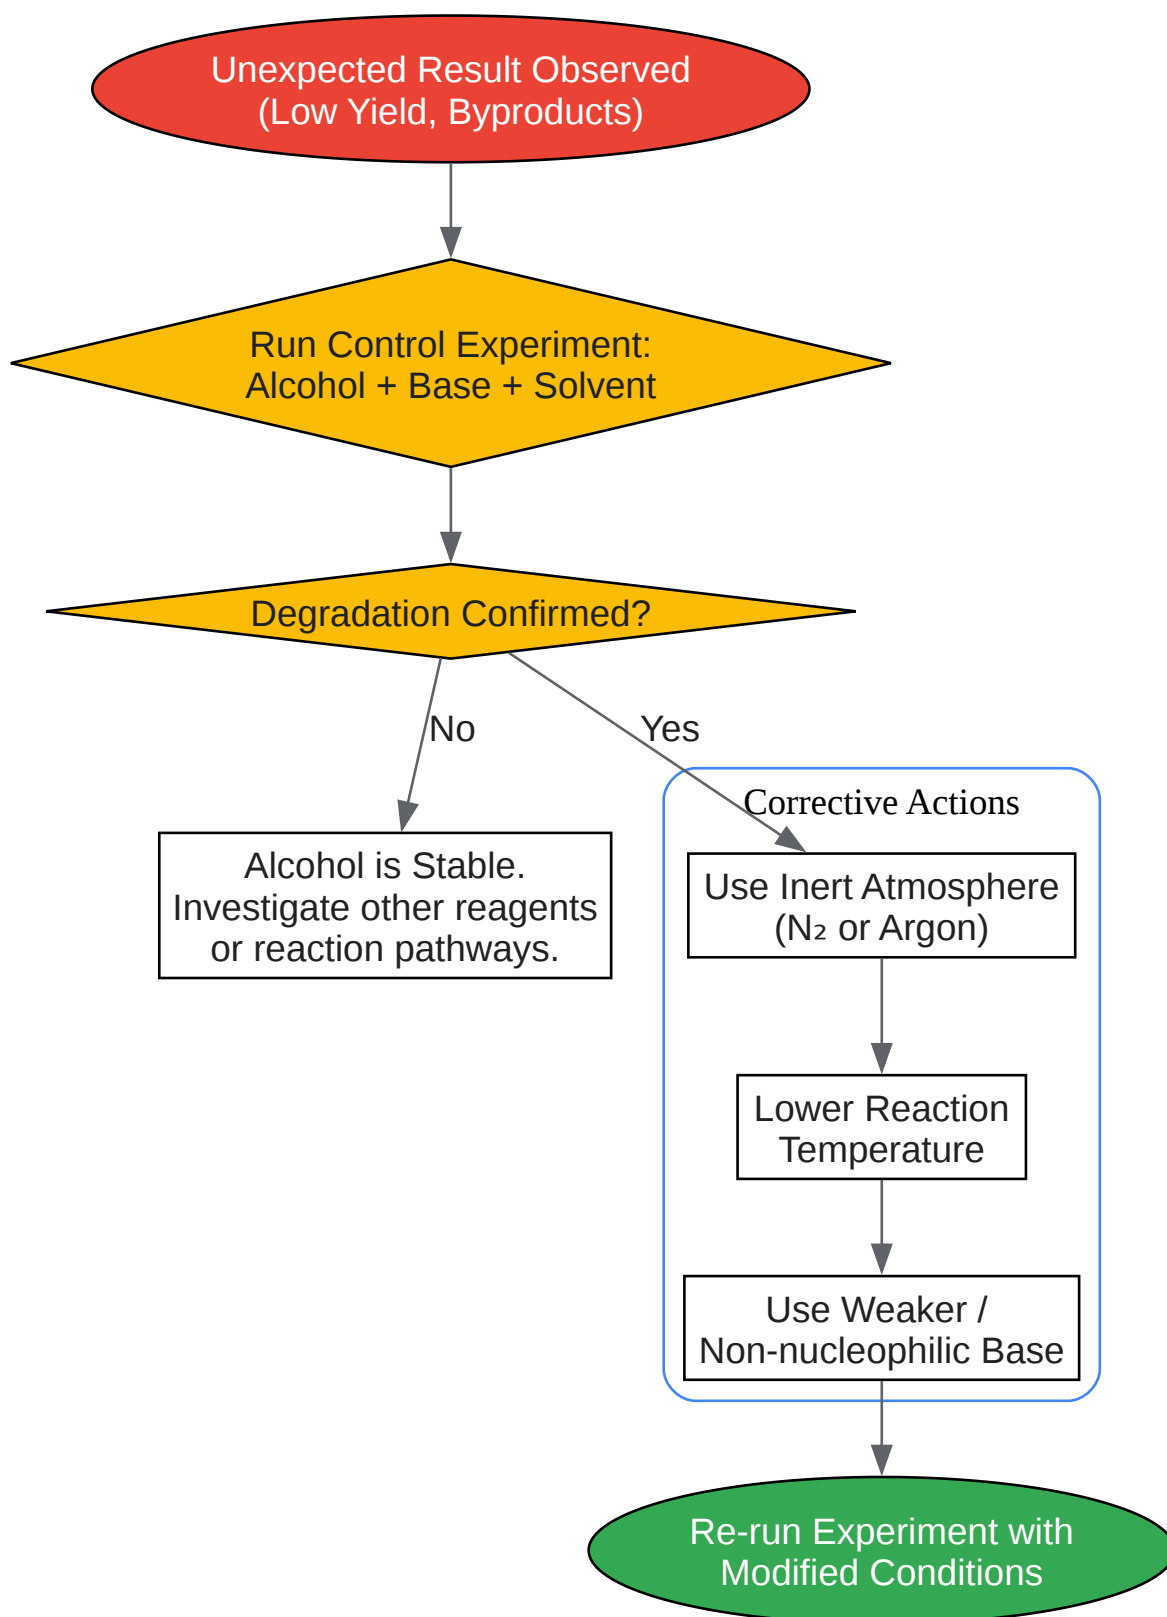 Unexpected Result Observed
(Low Yield, Byproducts)
Run Control Experiment:
Alcohol + Base + Solvent
Degradation Confirmed?
No
Yes
Corrective Actions
Alcohol is Stable.
Investigate other reagents
or reaction pathways.
Use Inert Atmosphere
(N₂ or Argon)
Lower Reaction
Temperature
Use Weaker /
Non-nucleophilic Base
Re-run Experiment with
Modified Conditions